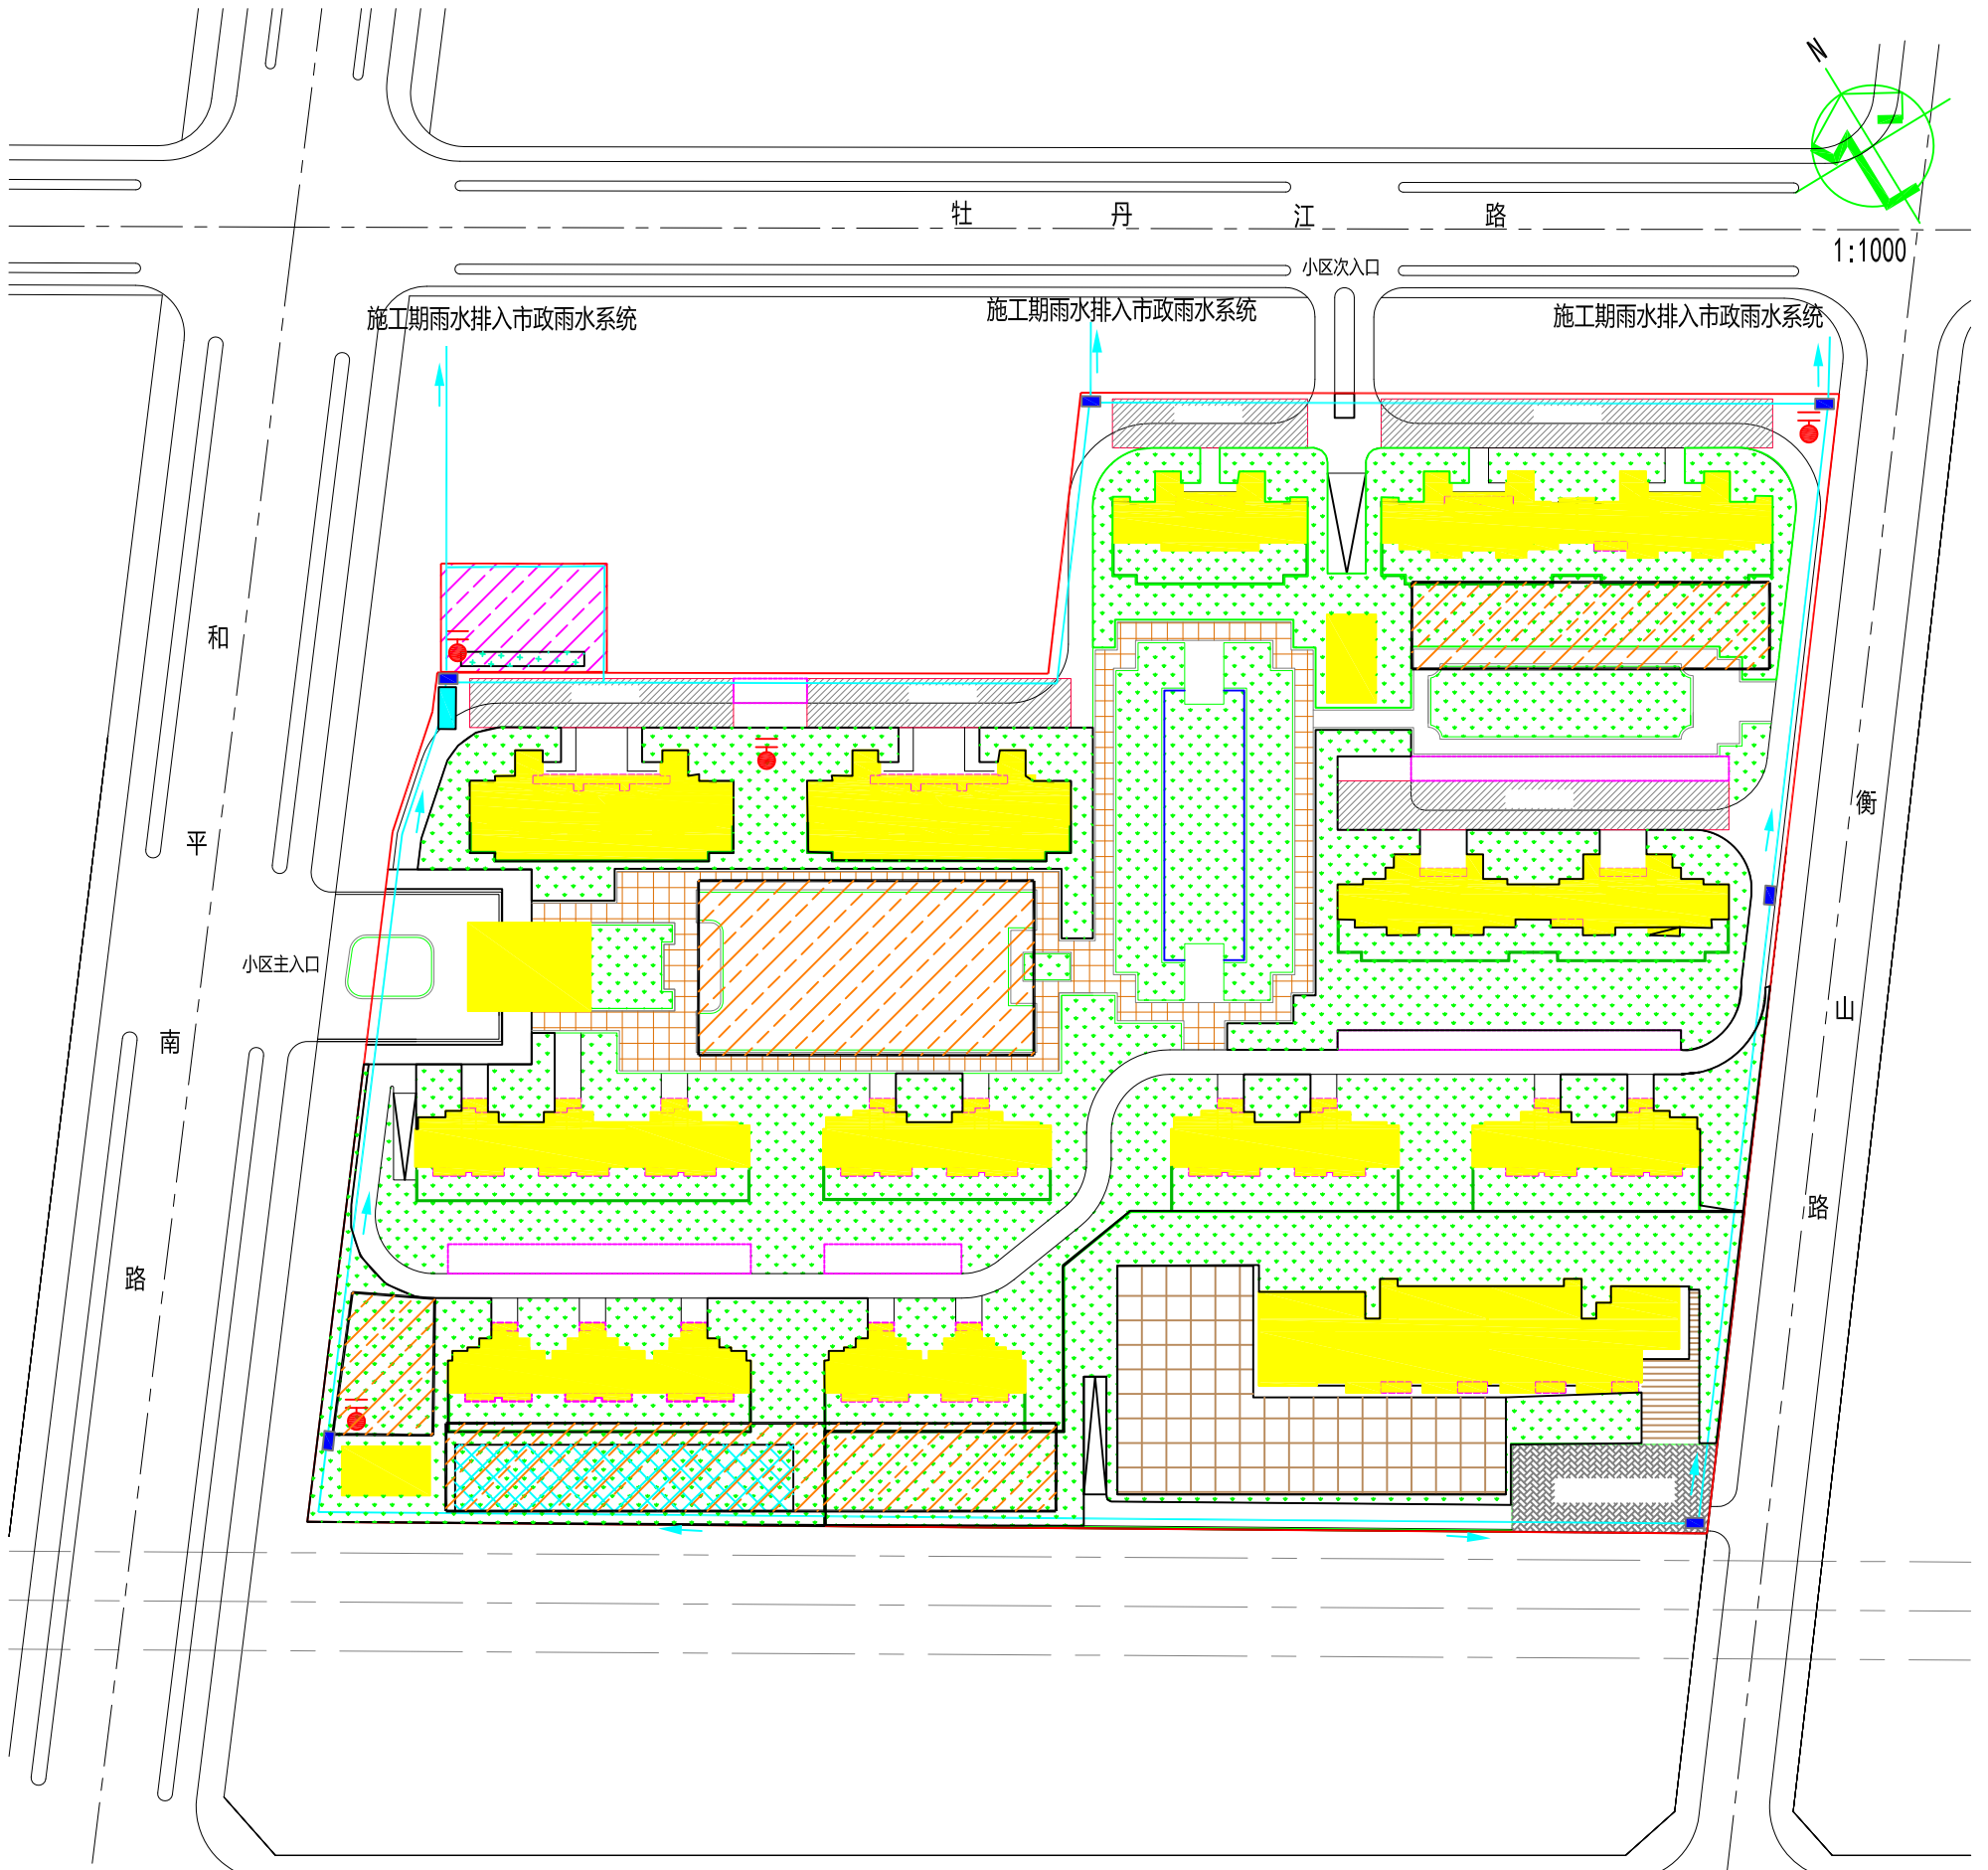 N
牡丹江路
1:1000
小区次入口
施工期雨水排入市政雨水系统
施工期雨水排入市政雨水系统
施工期雨水排入市政雨水系统
和平南路
衡山路
小区主入口